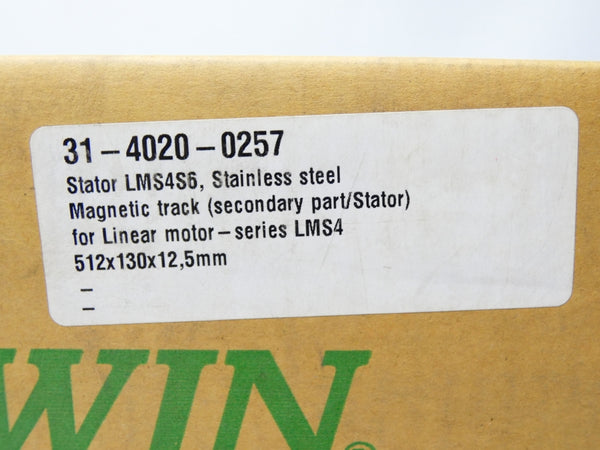 31-4020-0257
Stator LMS4S6, Stainless steel
Magnetic track (secondary part/Stator)
for Linear motor-series LMS4
512x130x12,5mm
–
–
WIN®